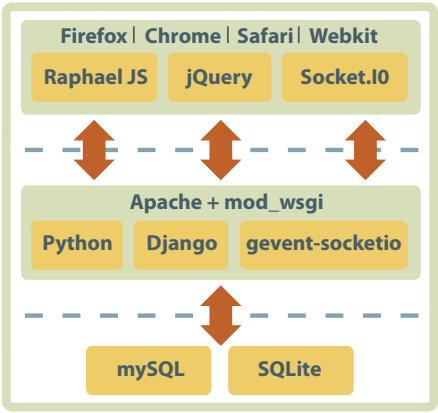 Firefox | Chrome | Safari | Webkit
Raphael JS jQuery Socket.IO
Apache + mod_wsgi
Python Django gevent-socketio
mySQL SQLite